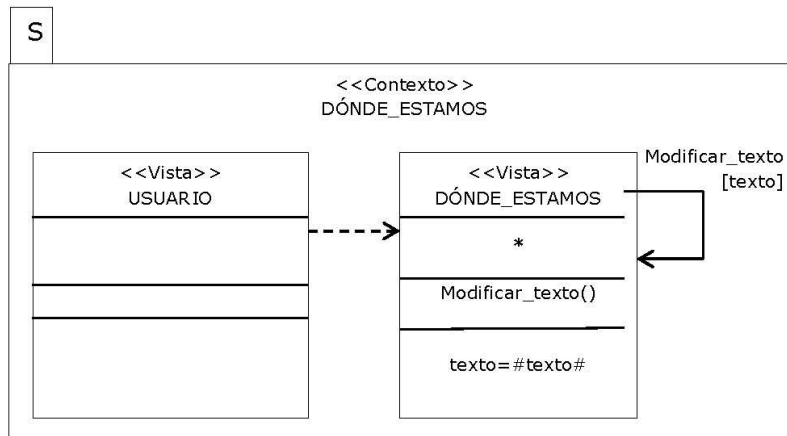 S
<<Contexto>>
DÓNDE_ESTAMOS
<<Vista>>
USUARIO
<<Vista>>
DÓNDE_ESTAMOS
*
Modificar_texto()
texto=#texto#
Modificar_texto
[texto]